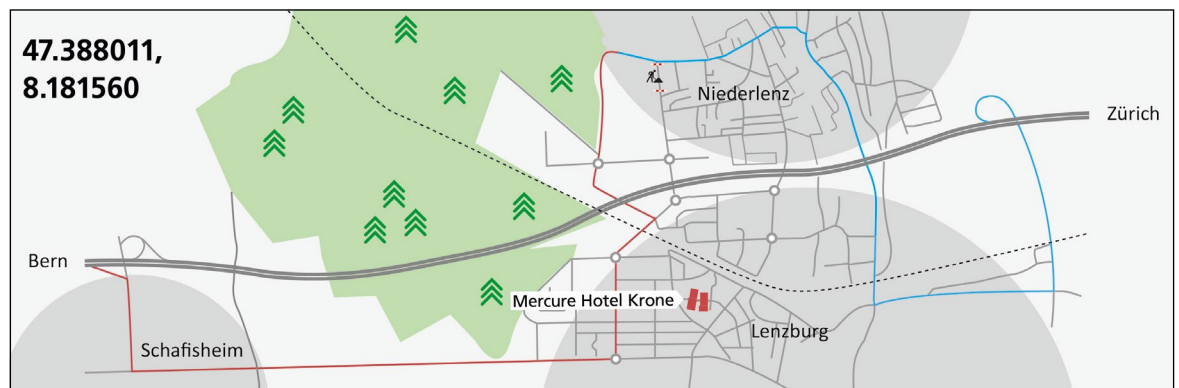 47.388011,
8.181560
Niederlenz
Zürich
Bern
Mercure Hotel Krone
Lenzburg
Schafisheim